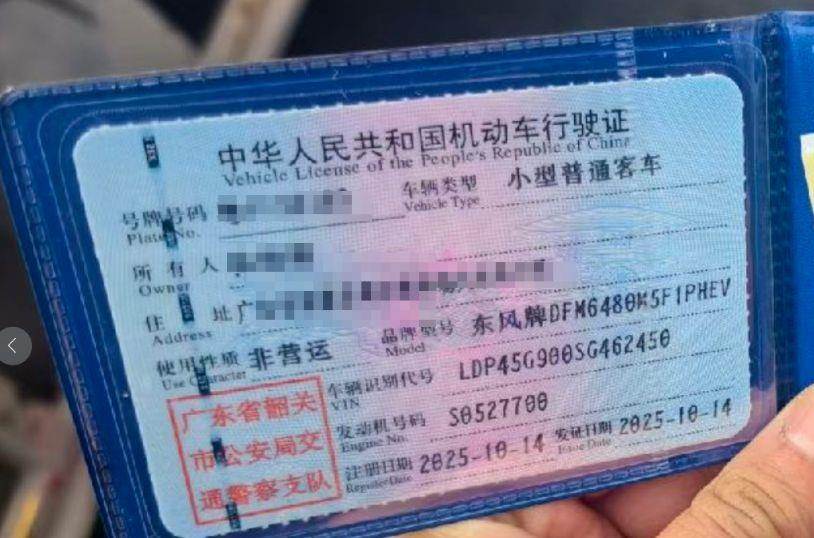 中华人民共和国机动车行驶证
Vehicle License of the People's Republic of China
号牌号码
Plate No.
车辆类型 小型普通客车
Vehicle Type
所有人
Owner
住址 广
Address
使用性质 非营运
Use Character
品牌型号 东风牌DFM6480M5F1PHEV
Model
车辆识别代号 LDP45G900SG462450
VIN
发动机号码 S0527700
Engine No.
注册日期 2025-10-14
Register Date
发证日期 2025-10-14
Issue Date
广东省韶关
市公安局交
通警察支队